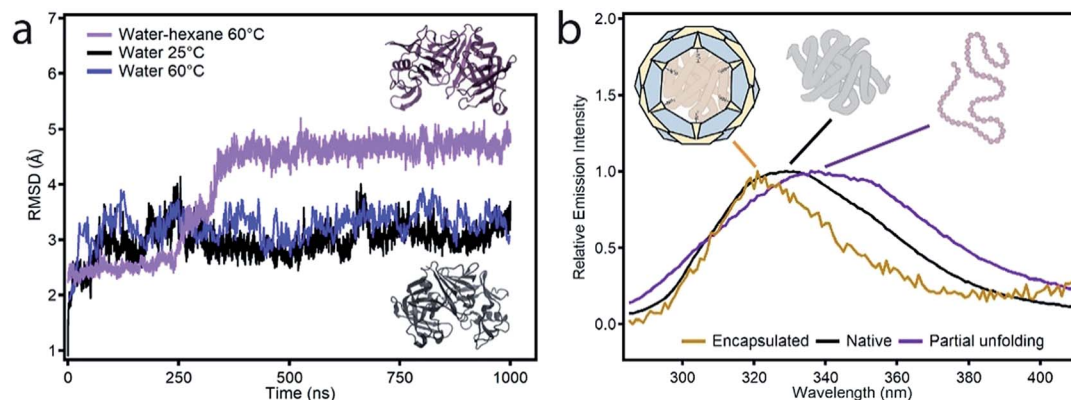 a
7
6
5
4
3
2
1
RMSD (Å)
Water-hexane 60°C
Water 25°C
Water 60°C
0
250
500
750
1000
Time (ns)
b
2.0
1.5
1.0
0.5
0.0
Relative Emission Intensity
Encapsulated Native Partial unfolding
300
320
340
360
380
400
Wavelength (nm)